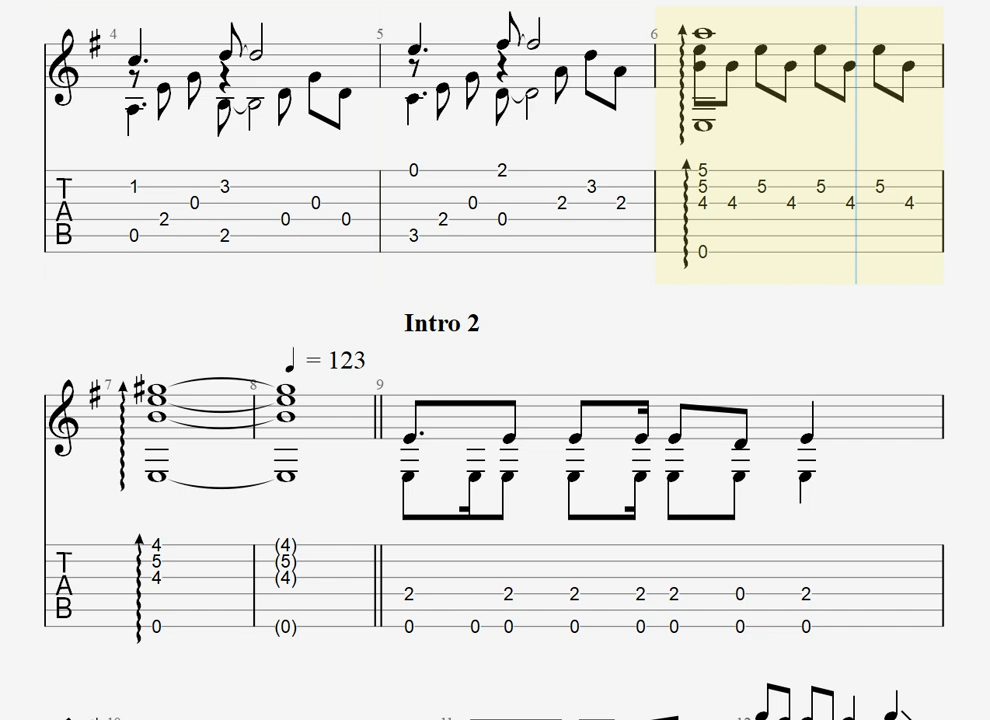 4 5 6
0 2 5
T 1 3 3 5 5 5 5
0 0 0 2 2 4 4 4 4 4
A 2 0 0 2 0
B 0 2 3
0
Intro 2
= 123
7 8 9
4 (4)
T 5 (5)
4 (4)
A 2 2 2 2 2 0 2
B
0 (0) 0 0 0 0 0 0 0 0